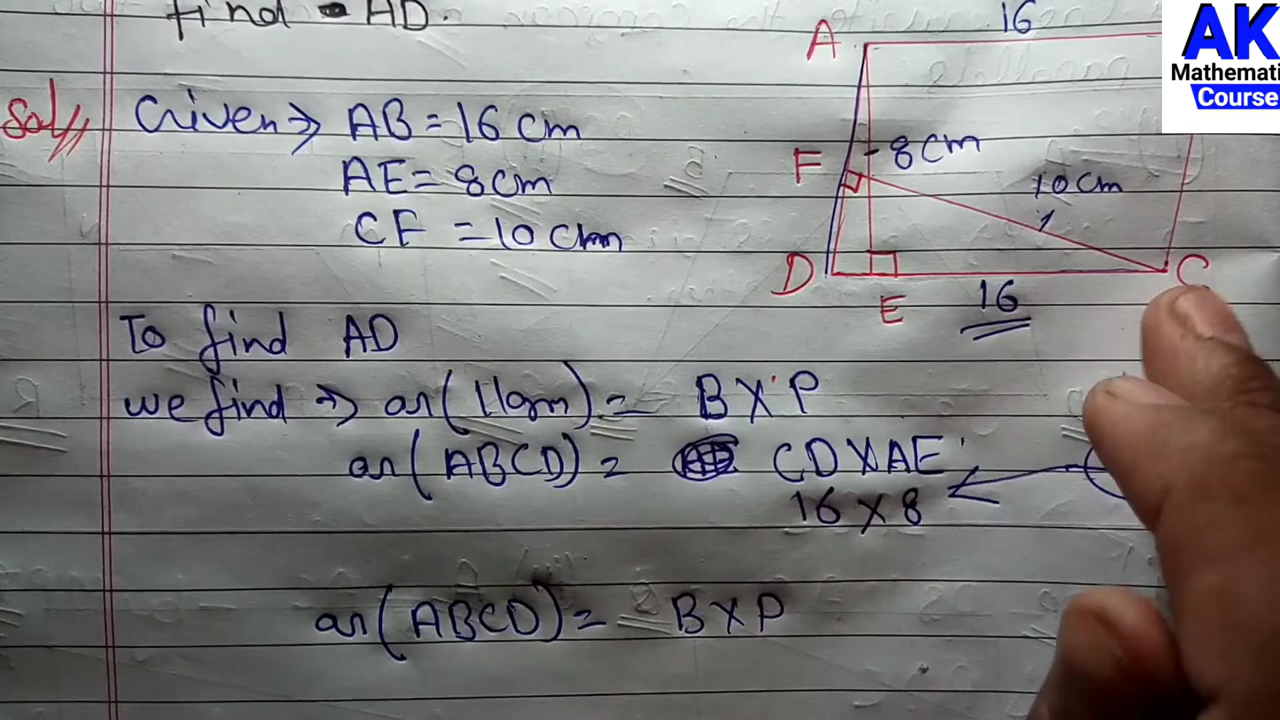 find AD.
Sol// Given ⇒ AB = 16 cm
AE = 8 cm
CF = 10 cm
To find AD
we find ⇒ ar(11gm) = B X P
ar(ABCD) = CD X AE
16 X 8
ar(ABCD) = B X P
16
A
F
8 cm
10 cm
D
E
C
16
AK
Mathemati
Course